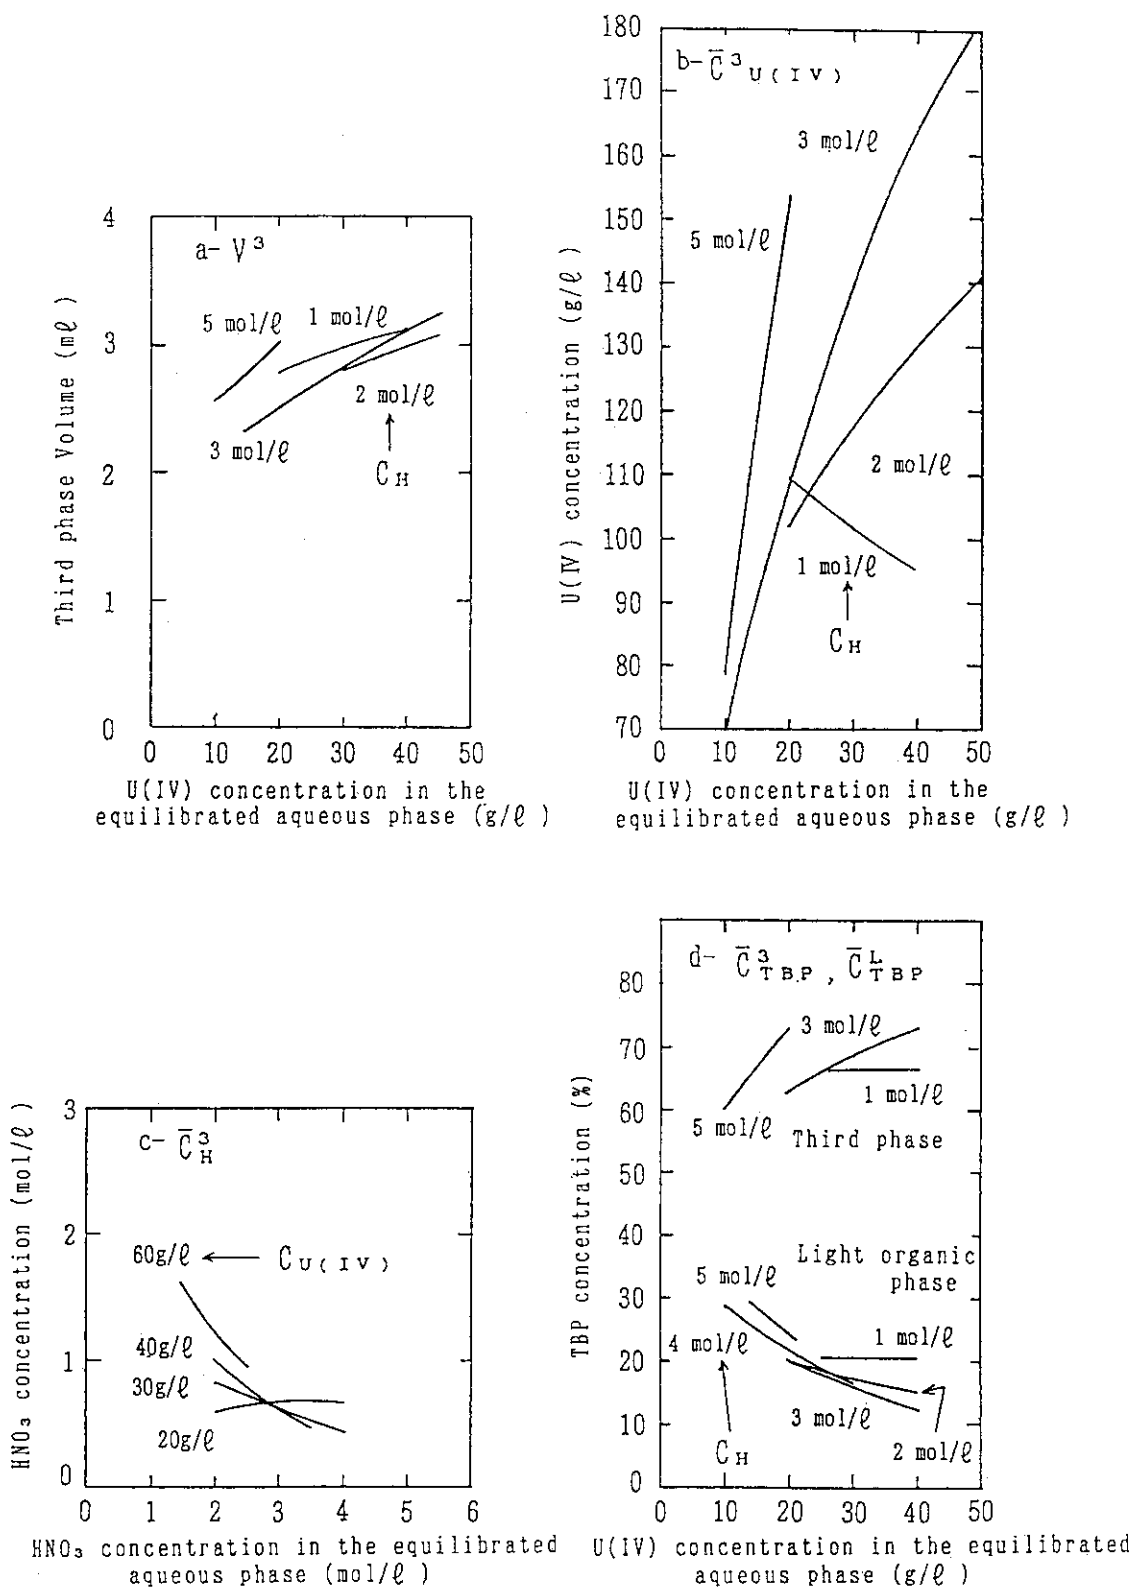 a- V³
Third phase Volume (mℓ)
4
3
2
1
0
5 mol/ℓ
1 mol/ℓ
2 mol/ℓ
3 mol/ℓ
C_H
0 10 20 30 40 50
U(IV) concentration in the
equilibrated aqueous phase (g/ℓ )
b- C̅³U(IV)
U(IV) concentration (g/ℓ)
180
170
160
150
140
130
120
110
100
90
80
70
3 mol/ℓ
5 mol/ℓ
2 mol/ℓ
1 mol/ℓ
C_H
0 10 20 30 40 50
U(IV) concentration in the
equilibrated aqueous phase (g/ℓ )
c- C̅³_H
HNO₃ concentration (mol/ℓ )
3
2
1
0
60g/ℓ
C U(IV)
40g/ℓ
30g/ℓ
20g/ℓ
0 1 2 3 4 5 6
HNO₃ concentration in the equilibrated
aqueous phase (mol/ℓ )
d- C̅³_TBP , C̅^L_TBP
TBP concentration (%)
80
70
60
50
40
30
20
10
0
3 mol/ℓ
1 mol/ℓ
5 mol/ℓ
Third phase
Light organic
phase
5 mol/ℓ
1 mol/ℓ
4 mol/ℓ
3 mol/ℓ
2 mol/ℓ
C_H
0 10 20 30 40 50
U(IV) concentration in the equilibrated
aqueous phase (g/ℓ )